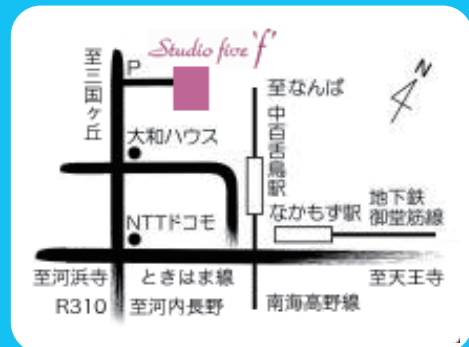 Studio five 'f'
至三国ヶ丘
P
N
至なんば
中百舌鳥駅
大和ハウス
なかもず駅
地下鉄
御堂筋線
NTTドコモ
至河浜寺
ときはま線
至天王寺
R310
至河内長野
南海高野線